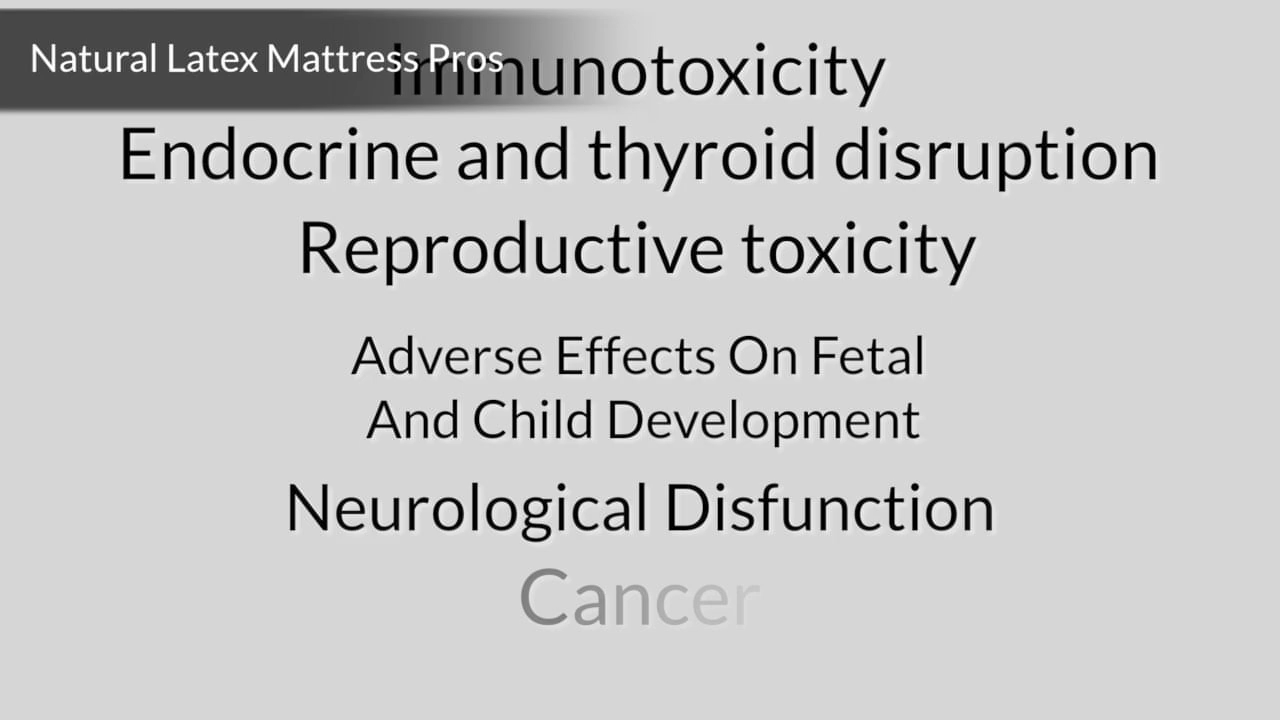 Natural Latex Mattress Pros
Immunotoxicity
Endocrine and thyroid disruption
Reproductive toxicity
Adverse Effects On Fetal
And Child Development
Neurological Disfunction
Cancer